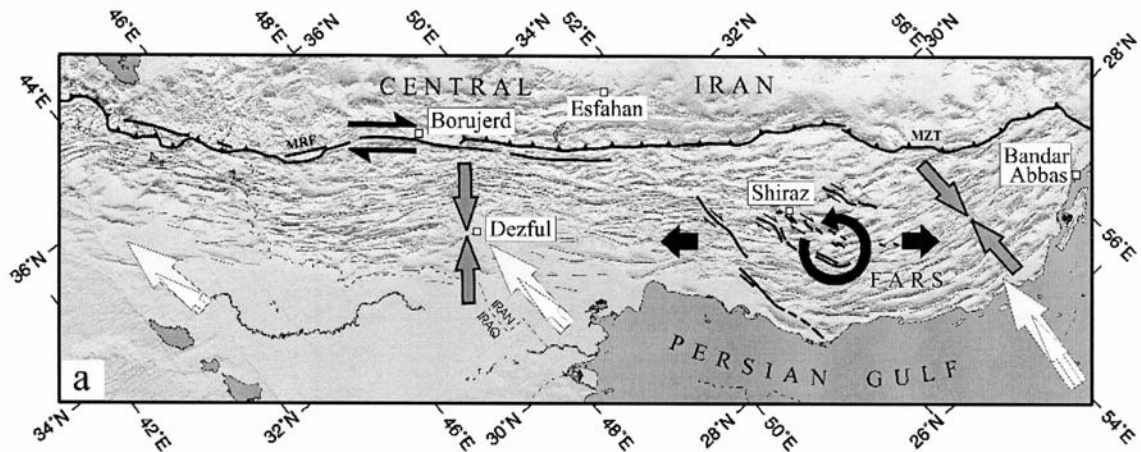 46°E
48°E
36°N
50°E
34°N
52°E
32°N
56°E
30°N
28°N
44°E
CENTRAL IRAN
Esfahan
Borujerd
MRF
MZT
Bandar
Abbas
Shiraz
Dezful
56°E
36°N
FARS
IRAN
IRAQ
PERSIAN GULF
a
34°N
42°E
32°N
46°E
30°N
48°E
28°N
50°E
26°N
54°E